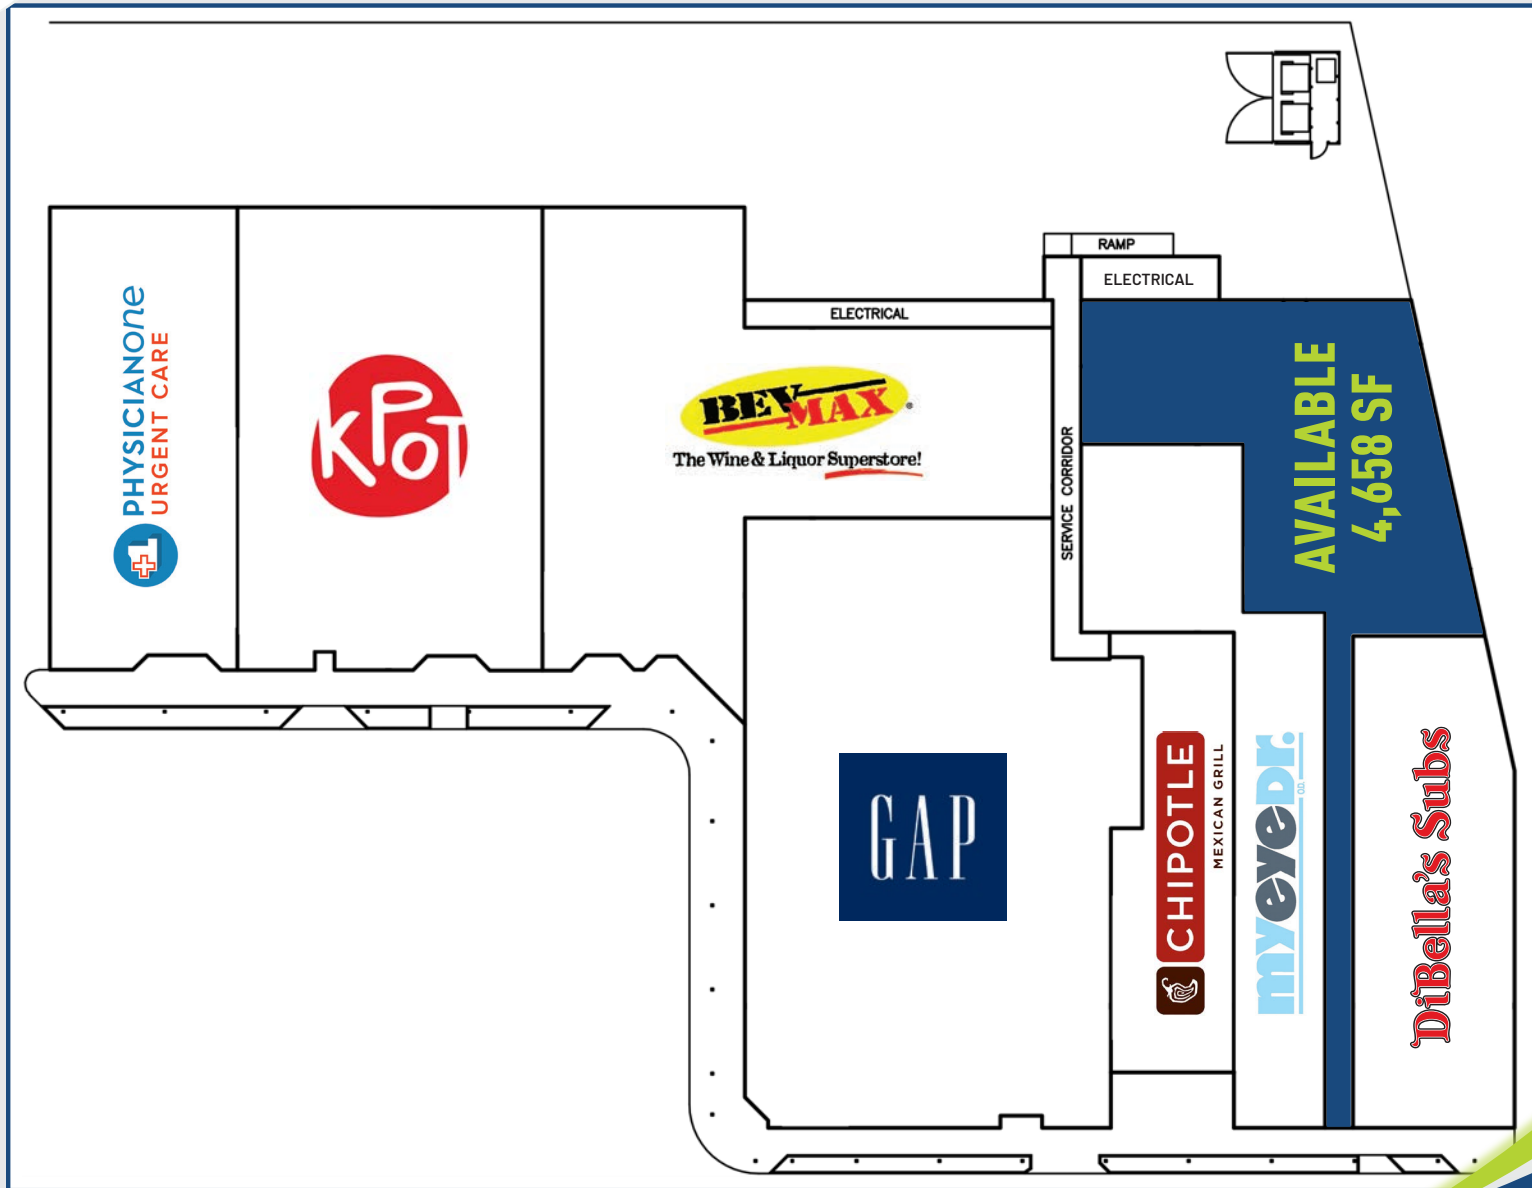 RAMP
ELECTRICAL
ELECTRICAL
PHYSICIANone
URGENT CARE
KPOT
BEVMAX
The Wine & Liquor Superstore!
SERVICE CORRIDOR
AVAILABLE
4,658 SF
GAP
CHIPOTLE
MEXICAN GRILL
myeyeDr.
O.D.
DiBella's Subs